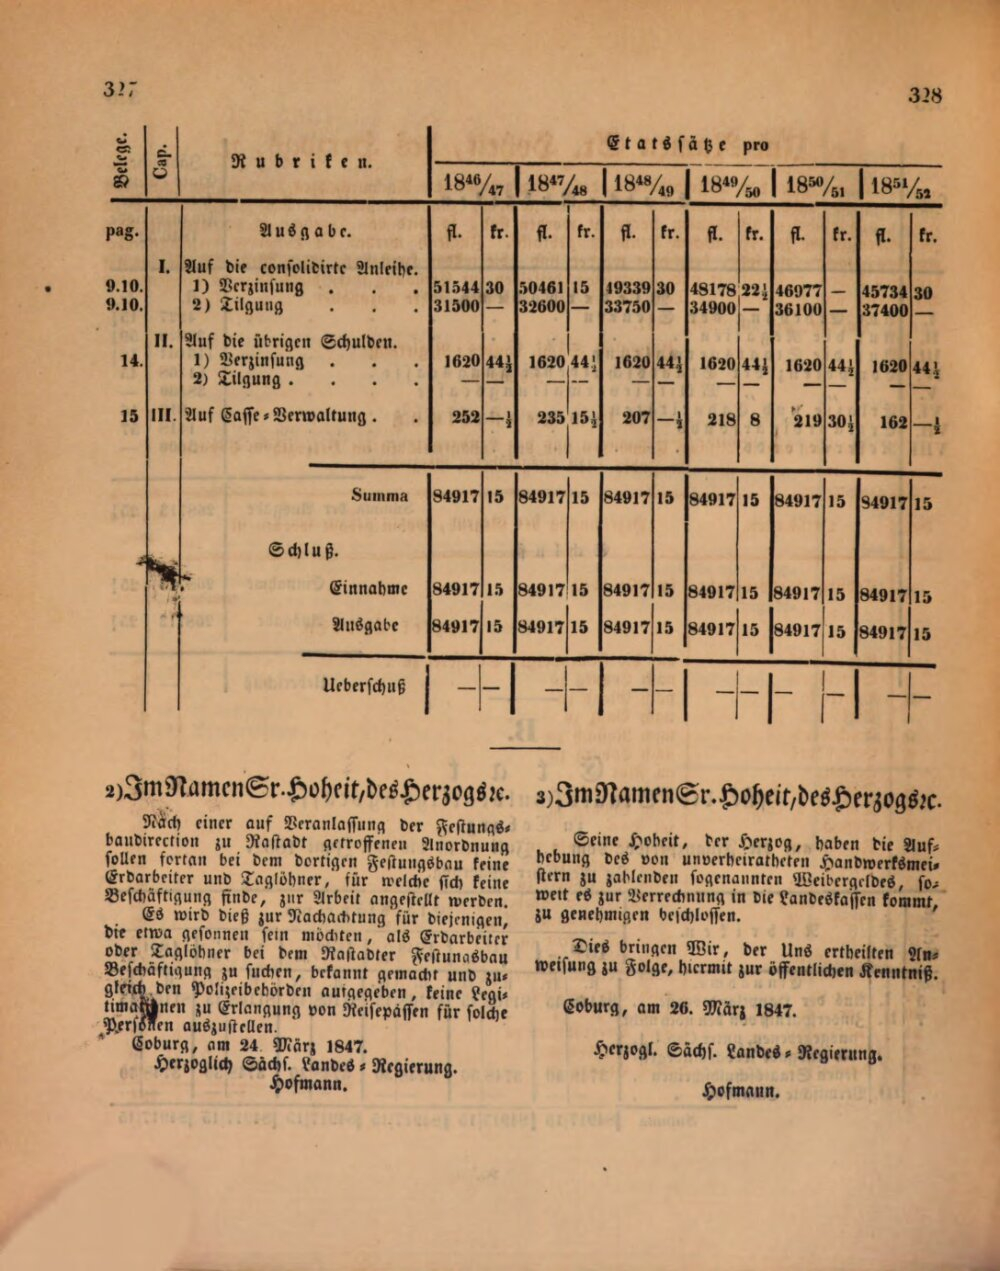 327
328
Belege. Cap. Rubriken. Etatssätze pro
1846/47 1847/48 1848/49 1849/50 1850/51 1851/52
pag. Ausgabe. fl. kr. fl. kr. fl. kr. fl. kr. fl. kr. fl. kr.
I. Auf die consolidirte Anleihe.
9.10. 1) Verzinsung . . . 51544 30 50461 15 49339 30 48178 22½ 46977 — 45734 30
9.10. 2) Tilgung . . . 31500 — 32600 — 33750 — 34900 — 36100 — 37400 —
II. Auf die übrigen Schulden.
14. 1) Verzinsung . . . 1620 44½ 1620 44½ 1620 44½ 1620 44½ 1620 44½ 1620 44½
2) Tilgung . . . . — — — — — — — — — — — —
15 III. Auf Casse-Verwaltung . . 252 —½ 235 15½ 207 —½ 218 8 219 30½ 162 —½
Summa 84917 15 84917 15 84917 15 84917 15 84917 15 84917 15
Schluß.
Einnahme 84917 15 84917 15 84917 15 84917 15 84917 15 84917 15
Ausgabe 84917 15 84917 15 84917 15 84917 15 84917 15 84917 15
Ueberschuß — — — — — — — — — — — —
2) Im Namen Sr. Hoheit, des Herzogs ꝛc.
Nach einer auf Veranlassung der Festungs-
baudirection zu Rastadt getroffenen Anordnung
sollen fortan bei dem dortigen Festungsbau keine
Erdarbeiter und Taglöhner, für welche sich keine
Beschäftigung finde, zur Arbeit angestellt werden.
Es wird dieß zur Nachachtung für diejenigen,
die etwa gesonnen sein möchten, als Erdarbeiter
oder Taglöhner bei dem Rastadter Festungsbau
Beschäftigung zu suchen, bekannt gemacht und zu-
gleich den Polizeibehörden aufgegeben, keine Legi-
timationen zu Erlangung von Reisepässen für solche
Personen auszustellen.
Coburg, am 24. März 1847.
Herzoglich Sächs. Landes-Regierung.
Hofmann.
3) Im Namen Sr. Hoheit, des Herzogs ꝛc.
Seine Hoheit, der Herzog, haben die Auf-
hebung des von unverheiratheten Handwerksmei-
stern zu zahlenden sogenannten Weibergeldes, so-
weit es zur Verrechnung in die Landeskassen kommt,
zu genehmigen beschlossen.
Dies bringen Wir, der Uns ertheilten An-
weisung zu Folge, hiermit zur öffentlichen Kenntniß.
Coburg, am 26. März 1847.
Herzogl. Sächs. Landes-Regierung.
Hofmann.